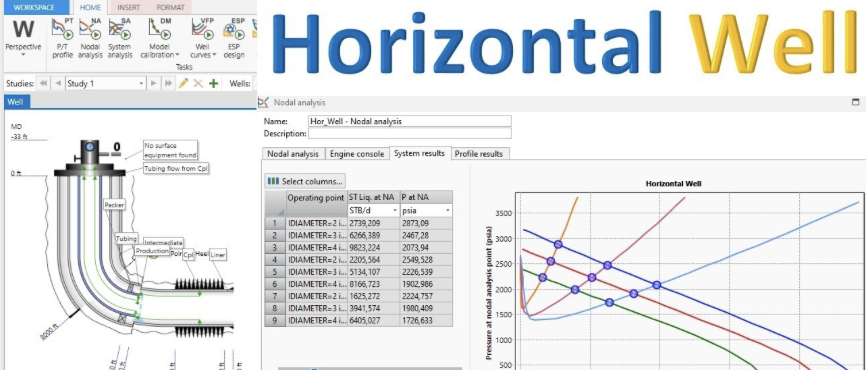 WORKSPACE HOME INSERT FORMAT
Perspective
P/T profile
Nodal analysis
System analysis
Model calibration
Well curves
ESP design
Tasks
Studies: Study 1 Wells:
Well
Horizontal Well
MD
-33 ft
0 ft
0
No surface
equipment found
Tubing flow from Cpl
Packer
Tubing
Intermediate
Production
Cpl
Heel
Liner
8000 ft
Nodal analysis
Name: Hor_Well - Nodal analysis
Description:
Nodal analysis Engine console System results Profile results
Select columns...
Operating point ST Liq. at NA P at NA
STB/d psia
1 IDIAMETER=2 i... 2739,209 2873,09
2 IDIAMETER=3 i... 6266,389 2467,28
3 IDIAMETER=4 i... 9823,224 2073,94
4 IDIAMETER=2 i... 2205,564 2549,528
5 IDIAMETER=3 i... 5134,107 2226,539
6 IDIAMETER=4 i... 8166,723 1902,986
7 IDIAMETER=2 i... 1625,272 2224,757
8 IDIAMETER=3 i... 3941,574 1980,409
9 IDIAMETER=4 i... 6405,027 1726,633
Horizontal Well
Pressure at nodal analysis point (psia)
3500
3000
2500
2000
1500
1000
500